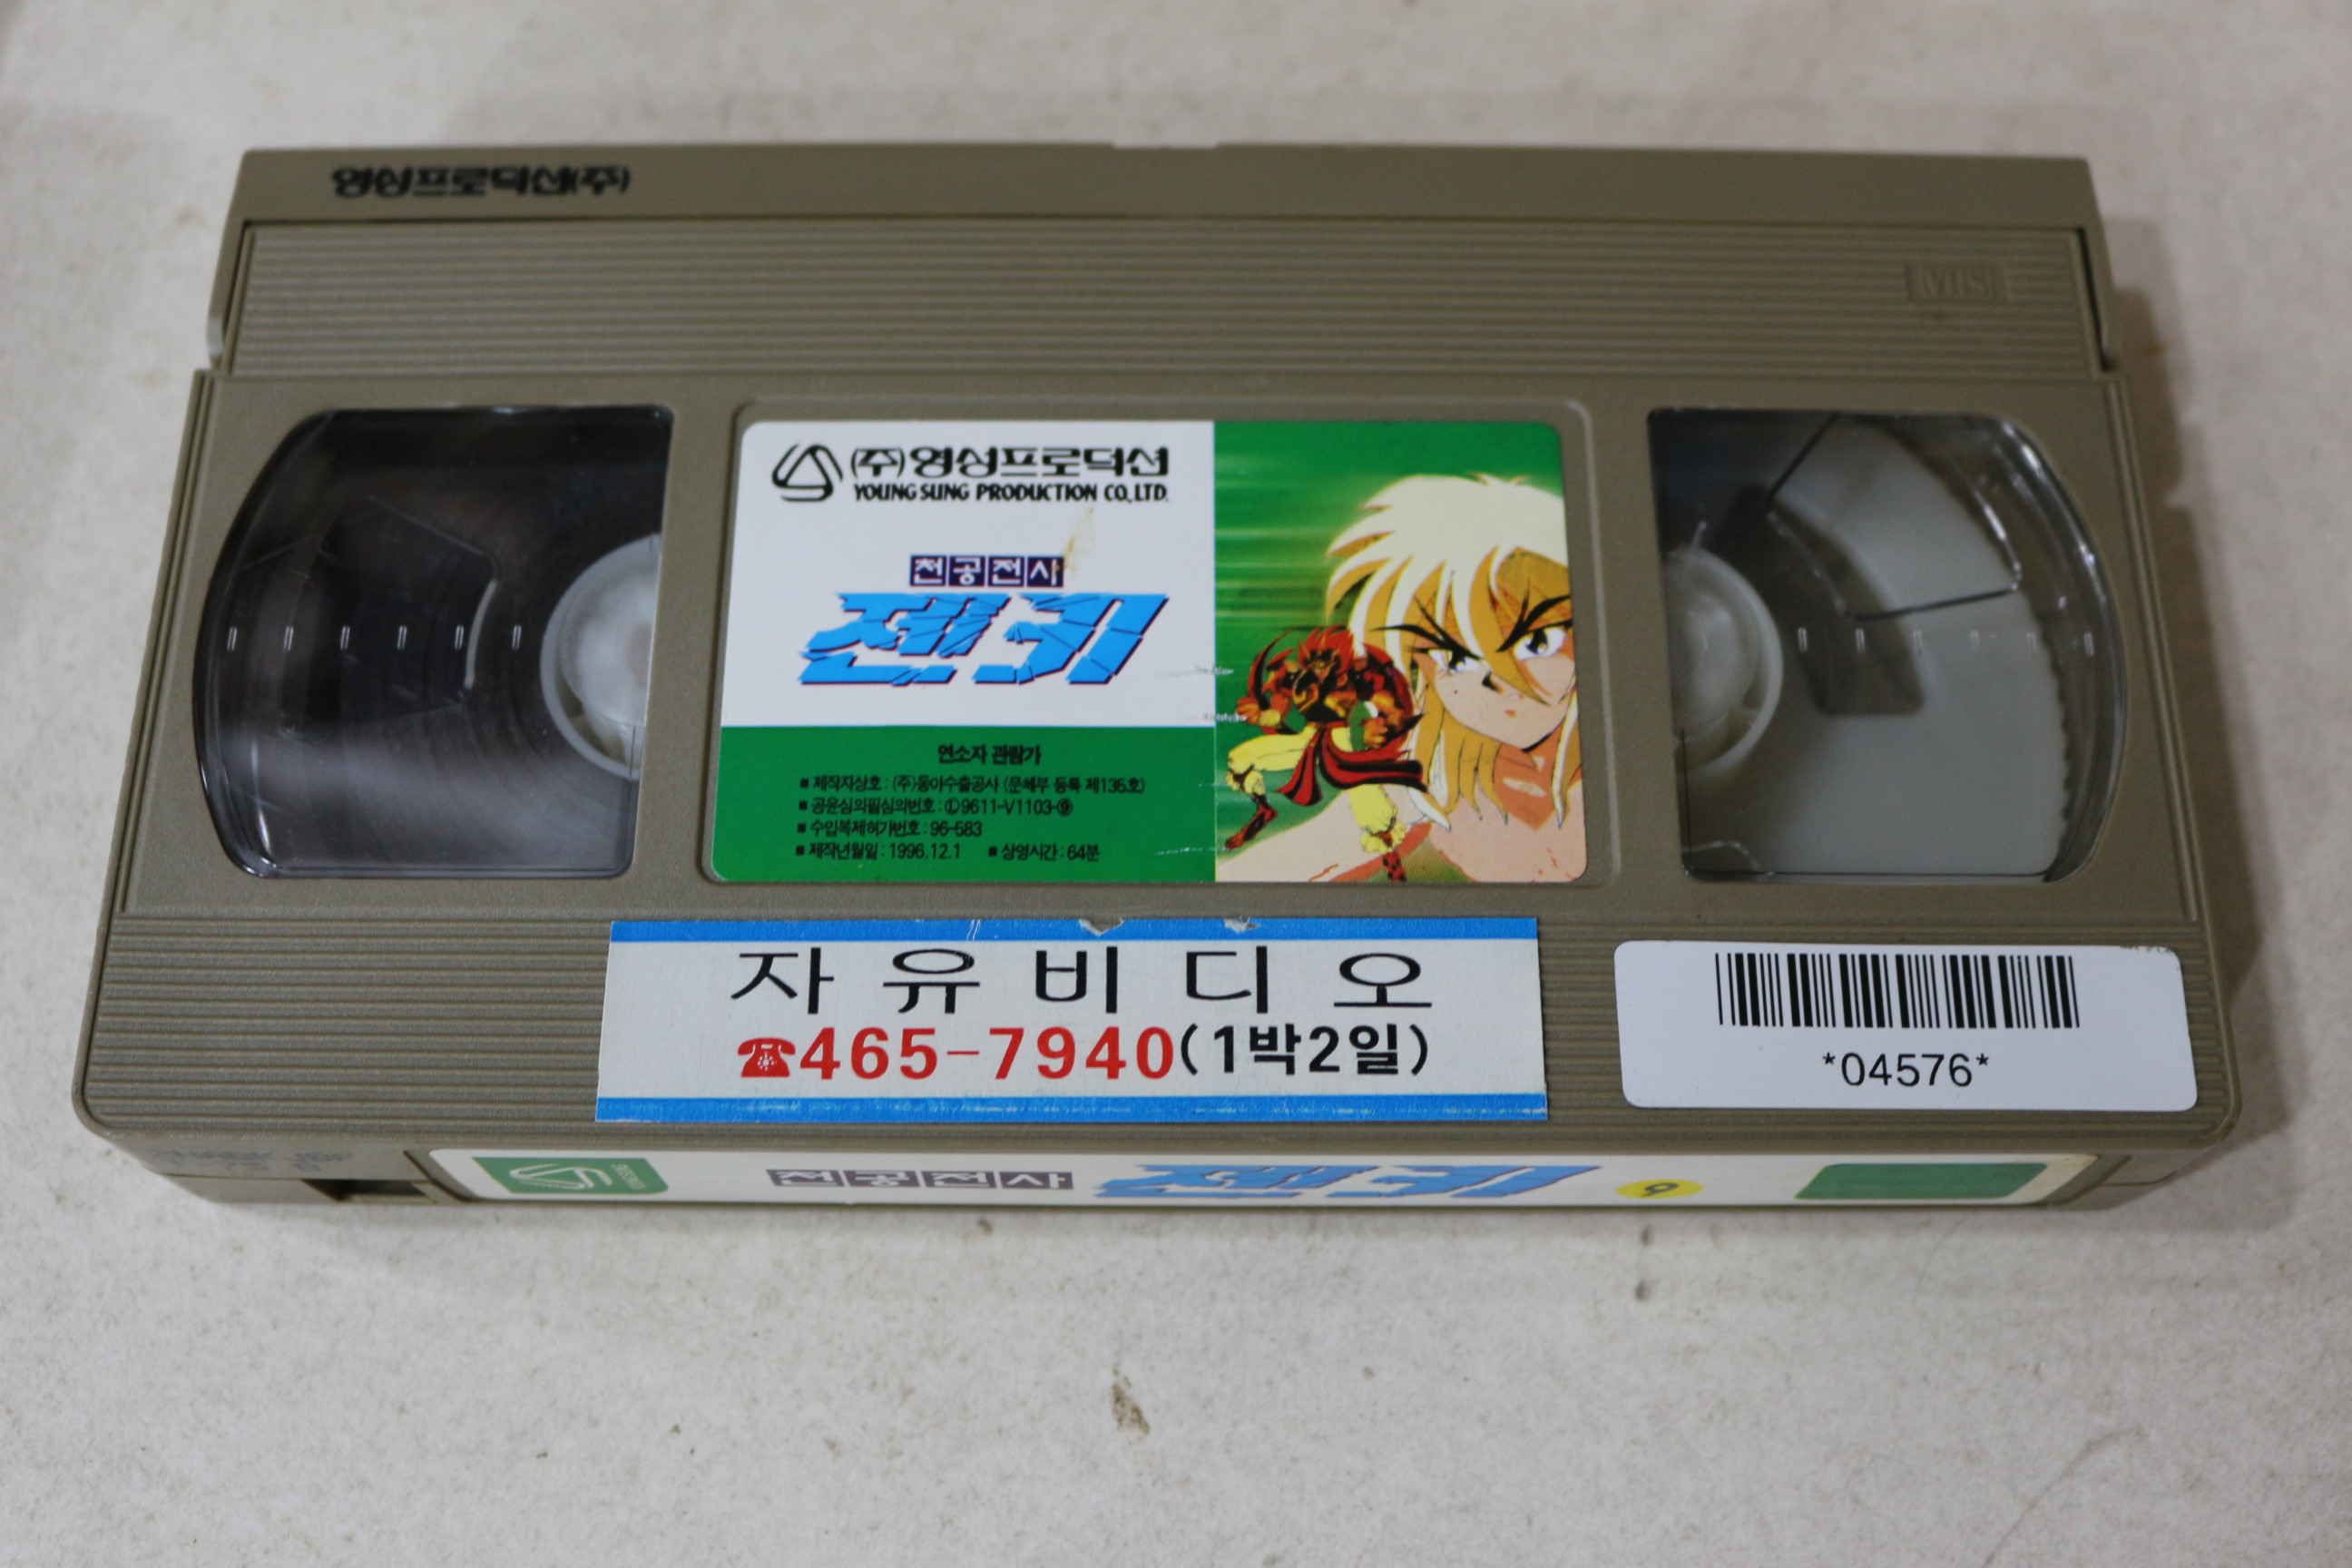 영성프로덕션(주)
(주)영성프로덕션
YOUNG SUNG PRODUCTION CO,.LTD.
천공전사
젠키
연소자 관람가
■ 제작자상호 : (주)동아수출공사 (문체부 등록 제135호)
■ 공윤심의필심의번호 : Ⓛ9611-V1103-⑨
■ 수입복제허가번호 : 96-583
■ 제작년월일 : 1996.12.1 ■ 상영시간 : 64분
자유비디오
☎465-7940(1박2일)
*04576*
천공전사 젠키 9